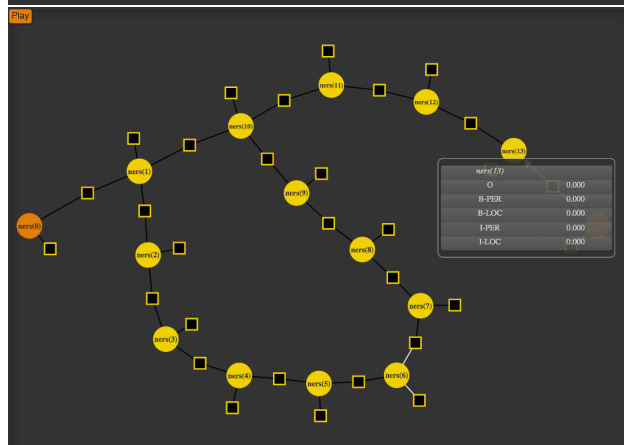 Play
ners(11)
ners(12)
ners(10)
ners(13)
ners(1)
ners(13)
O 0.000
B-PER 0.000
B-LOC 0.000
I-PER 0.000
I-LOC 0.000
ners(9)
ners(0)
ners(2)
ners(8)
ners(7)
ners(3)
ners(4)
ners(5)
ners(6)